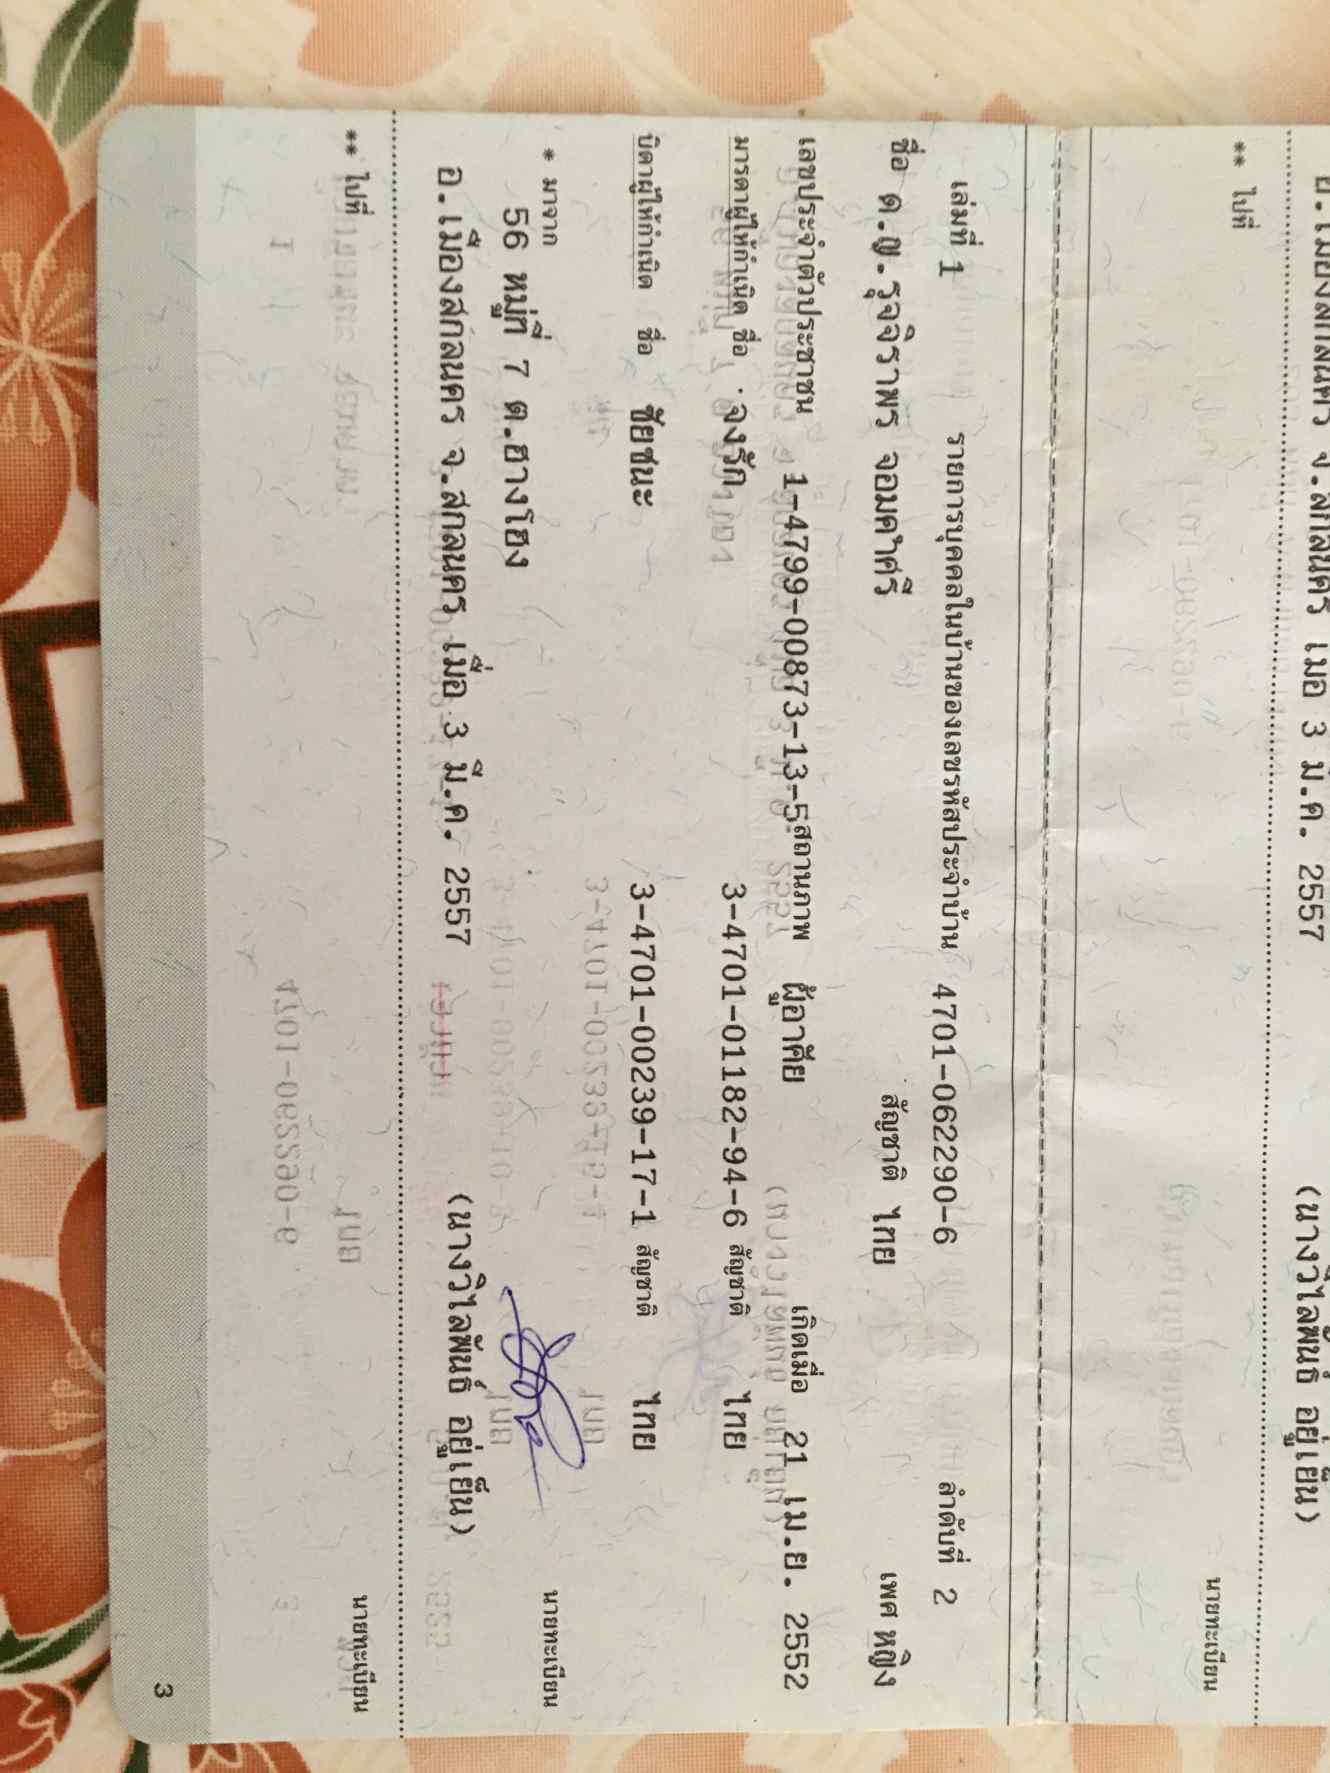 อ.เมืองสกลนคร จ.สกลนคร เมื่อ 3 มี.ค. 2557 (นางวิไลพันธ์ อยู่เย็น)
** ไปที่ นายทะเบียน
เล่มที่ 1 รายการบุคคลในบ้านของเลขรหัสประจำบ้าน 4701-062290-6 ลำดับที่ 2
ชื่อ ด.ญ.รุจจิราพร จอมคำศรี สัญชาติ ไทย เพศ หญิง
เลขประจำตัวประชาชน 1-4799-00873-13-5 สถานภาพ ผู้อาศัย เกิดเมื่อ 21 เม.ย. 2552
มารดาผู้ให้กำเนิด ชื่อ จงรัก 3-4701-01182-94-6 สัญชาติ ไทย
บิดาผู้ให้กำเนิด ชื่อ ชัยชนะ 3-4701-00239-17-1 สัญชาติ ไทย
* มาจาก นายทะเบียน
56 หมู่ที่ 7 ต.ฮางโฮง
อ.เมืองสกลนคร จ.สกลนคร เมื่อ 3 มี.ค. 2557 (นางวิไลพันธ์ อยู่เย็น)
** ไปที่ นายทะเบียน
3